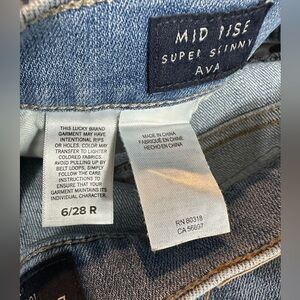 MID RISE
SUPER SKINNY
AVA
THIS LUCKY BRAND
GARMENT MAY HAVE
INTENTIONAL RIPS
OR HOLES. COLOR MAY
TRANSFER TO LIGHTER
COLORED FABRICS.
AVOID PULLING UP BY
BELT LOOPS, SIMPLY
FOLLOW THE CARE
INSTRUCTIONS TO
ENSURE THAT YOUR
GARMENT MAINTAINS ITS
INDIVIDUAL CHARACTER.
6/28 R
MADE IN CHINA
FABRIQUÉ EN CHINE
HECHO EN CHINA
RN 80318
CA 56697